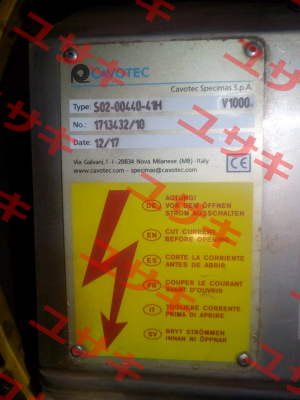 CAVOTEC
Cavotec Specimas S.p.A.
Type: S02-00440-41H V1000
No.: 1713432/10
Date: 12/17
Via Galvani,1 - I - 20834 Nova Milanese (MB) - Italy
www.cavotec.com - specimas@cavotec.com
CE
DE ACHTUNG!
VOR DEM ÖFFNEN
STROM AUSSCHALTEN
EN CUT CURRENT
BEFORE OPENING
ES CORTE LA CORRIENTE
ANTES DE ABRIR
FR COUPER LE COURANT
AVANT D'OUVRIR
IT TOGLIERE CORRENTE
PRIMA DI APRIRE
SV BRYT STRÖMMEN
INNAN NI ÖPPNAR
ユサキ